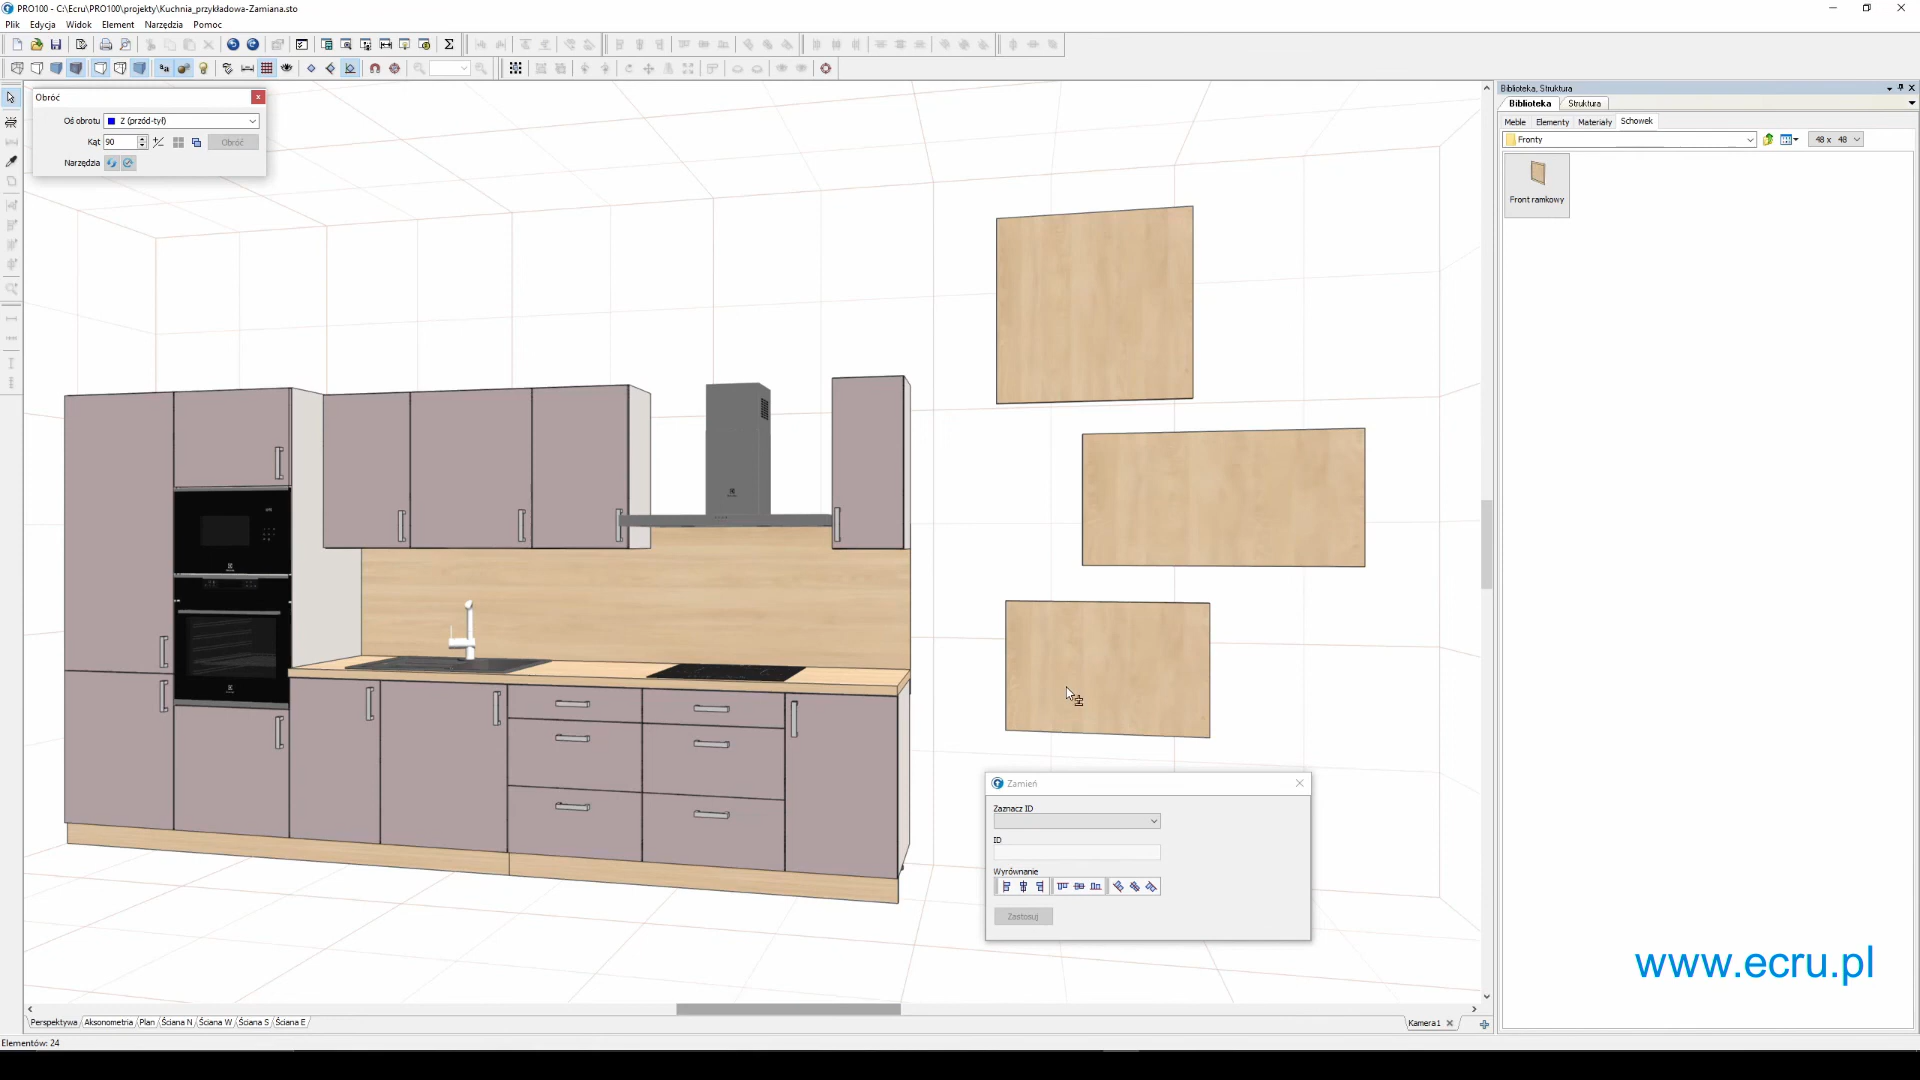 PRO100 - C:\Ecru\PRO100\projekty\Kuchnia_przykładowa-Zamiana.sto
Plik Edycja Widok Element Narzędzia Pomoc
Obróć
Oś obrotu Z (przód-tył)
Kąt 90 Obróć
Narzędzia
Biblioteka, Struktura
Biblioteka Struktura
Meble Elementy Materiały Schowek
Fronty 48 x 48
Front ramkowy
Zamień
Zaznacz ID
ID
Wyrównanie
Zastosuj
www.ecru.pl
Perspektywa Aksonometria Plan Ściana N Ściana W Ściana S Ściana E
Kamera1
Elementów: 24